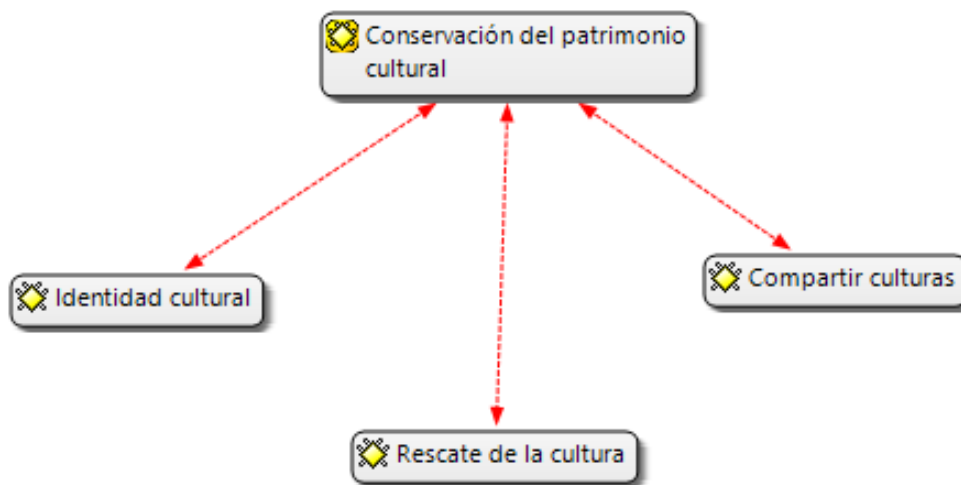 Conservación del patrimonio
cultural
Identidad cultural
Compartir culturas
Rescate de la cultura